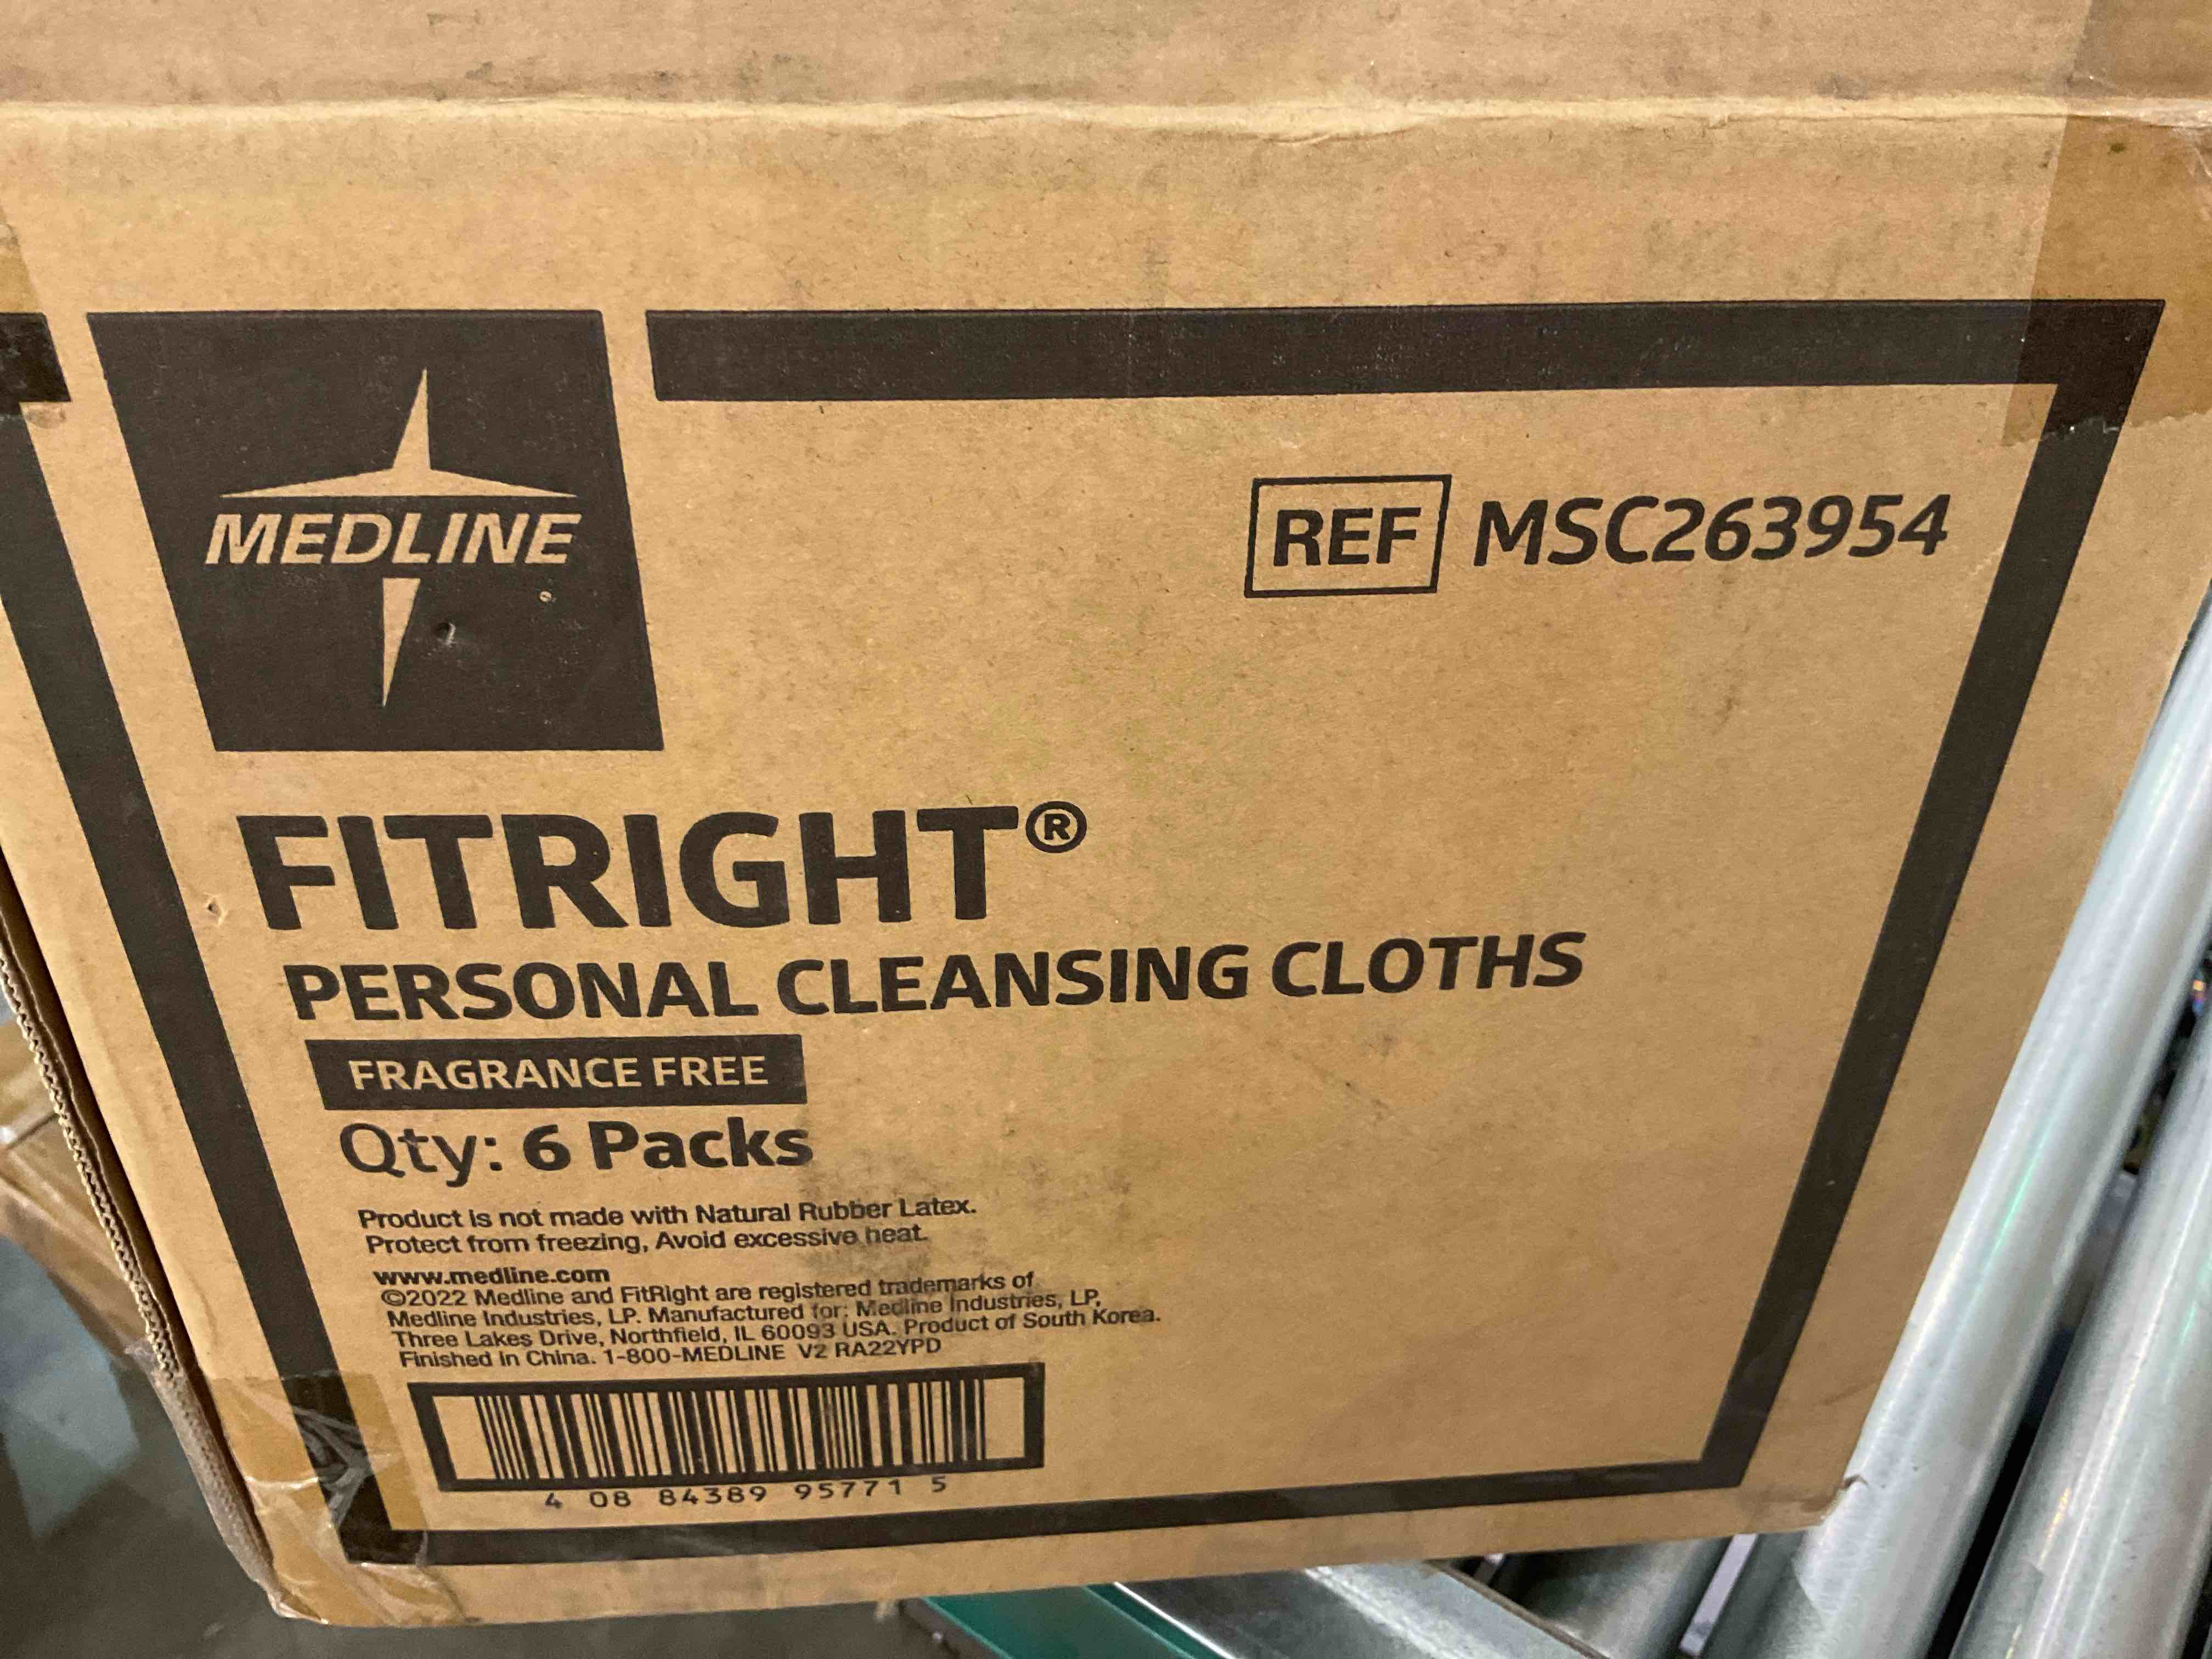 MEDLINE
REF MSC263954
FITRIGHT®
PERSONAL CLEANSING CLOTHS
FRAGRANCE FREE
Qty: 6 Packs
Product is not made with Natural Rubber Latex.
Protect from freezing, Avoid excessive heat.
www.medline.com
©2022 Medline and FitRight are registered trademarks of
Medline Industries, LP. Manufactured for: Medline Industries, LP,
Three Lakes Drive, Northfield, IL 60093 USA. Product of South Korea.
Finished in China. 1-800-MEDLINE V2 RA22YPD
4 08 84389 95771 5